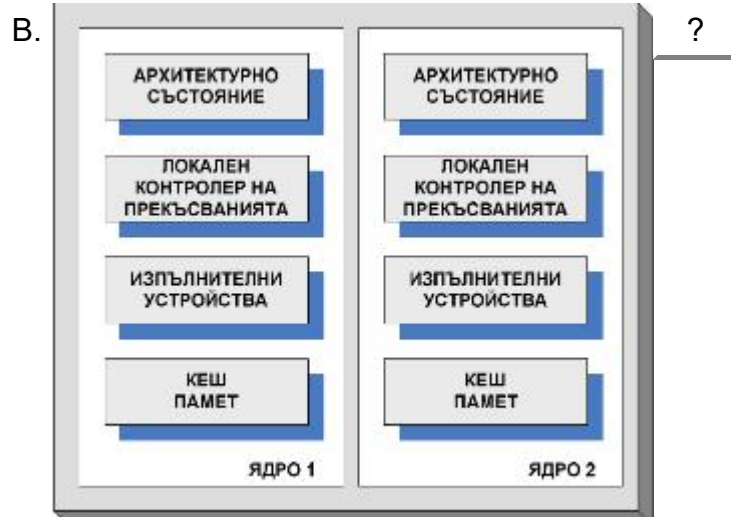 В.
?
АРХИТЕКТУРНО
СЪСТОЯНИЕ
ЛОКАЛЕН
КОНТРОЛЕР НА
ПРЕКЪСВАНИЯТА
ИЗПЪЛНИТЕЛНИ
УСТРОЙСТВА
КЕШ
ПАМЕТ
ЯДРО 1
АРХИТЕКТУРНО
СЪСТОЯНИЕ
ЛОКАЛЕН
КОНТРОЛЕР НА
ПРЕКЪСВАНИЯТА
ИЗПЪЛНИТЕЛНИ
УСТРОЙСТВА
КЕШ
ПАМЕТ
ЯДРО 2